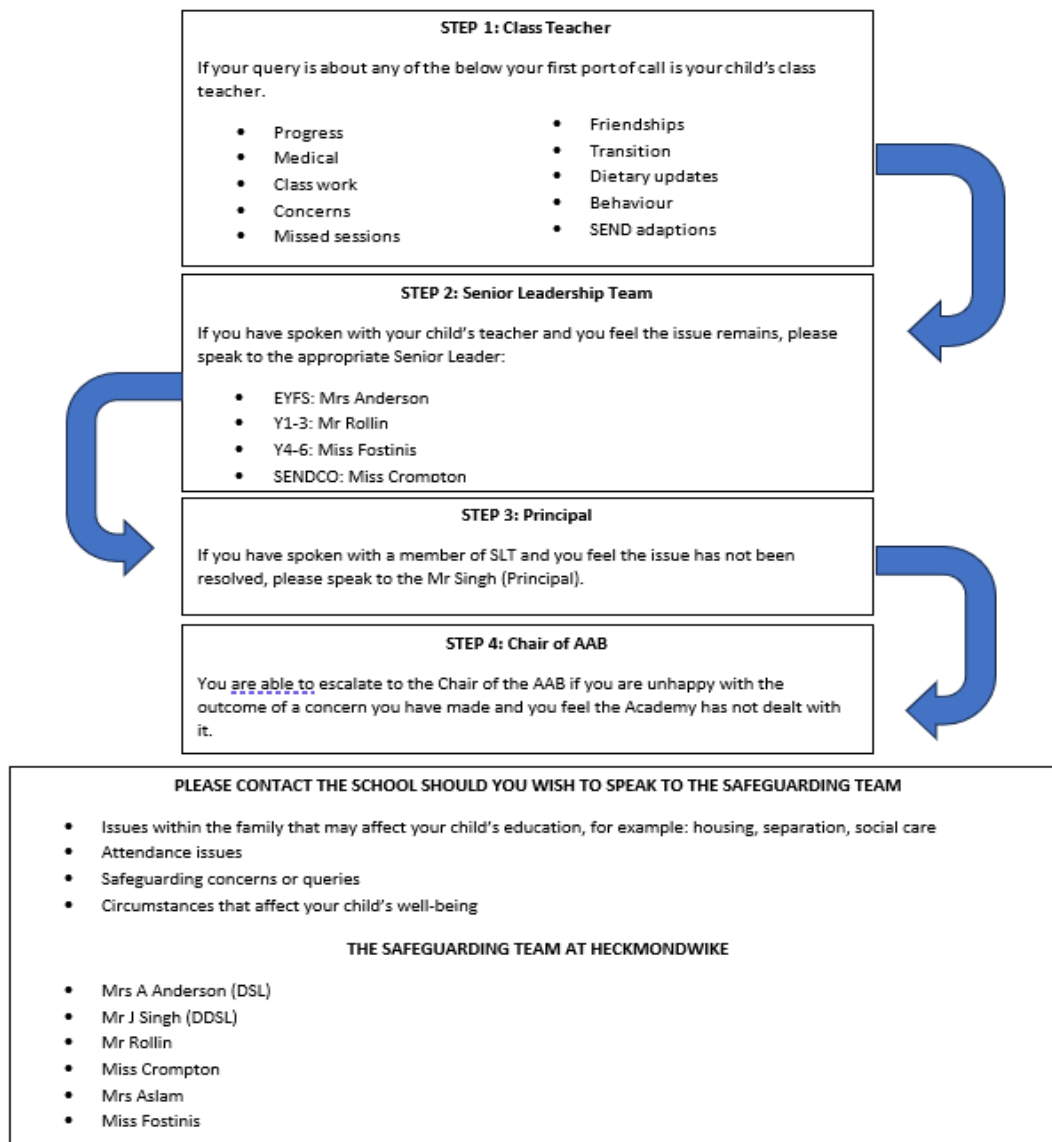 STEP 1: Class Teacher
If your query is about any of the below your first port of call is your child's class
teacher.
• Progress
• Medical
• Class work
• Concerns
• Missed sessions
• Friendships
• Transition
• Dietary updates
• Behaviour
• SEND adaptions
STEP 2: Senior Leadership Team
If you have spoken with your child's teacher and you feel the issue remains, please
speak to the appropriate Senior Leader:
• EYFS: Mrs Anderson
• Y1-3: Mr Rollin
• Y4-6: Miss Fostinis
• SENDCO: Miss Crompton
STEP 3: Principal
If you have spoken with a member of SLT and you feel the issue has not been
resolved, please speak to the Mr Singh (Principal).
STEP 4: Chair of AAB
You are able to escalate to the Chair of the AAB if you are unhappy with the
outcome of a concern you have made and you feel the Academy has not dealt with
it.
PLEASE CONTACT THE SCHOOL SHOULD YOU WISH TO SPEAK TO THE SAFEGUARDING TEAM
• Issues within the family that may affect your child's education, for example: housing, separation, social care
• Attendance issues
• Safeguarding concerns or queries
• Circumstances that affect your child's well-being
THE SAFEGUARDING TEAM AT HECKMONDWIKE
• Mrs A Anderson (DSL)
• Mr J Singh (DDSL)
• Mr Rollin
• Miss Crompton
• Mrs Aslam
• Miss Fostinis